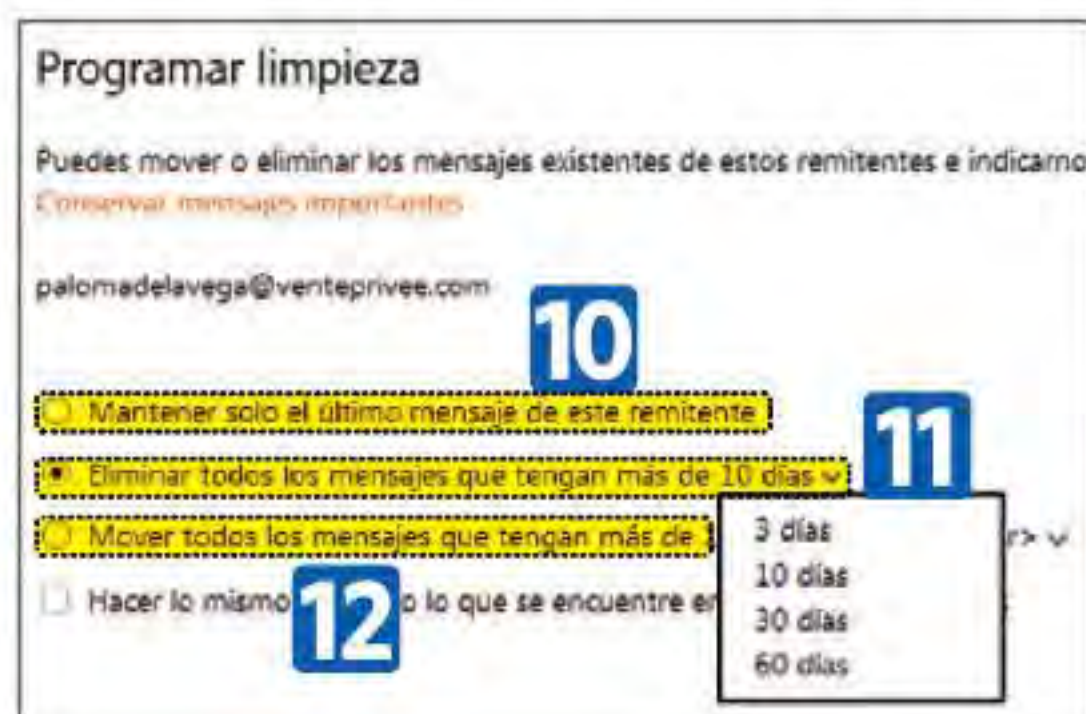 Programar limpieza
Puedes mover o eliminar los mensajes existentes de estos remitentes e indicarno
Conservar mensajes importantes
palomadelavega@venteprivee.com
10
Mantener solo el último mensaje de este remitente
11
Eliminar todos los mensajes que tengan más de 10 días
Mover todos los mensajes que tengan más de
r>
3 días
10 días
30 días
60 días
Hacer lo mismo o lo que se encuentre en
12